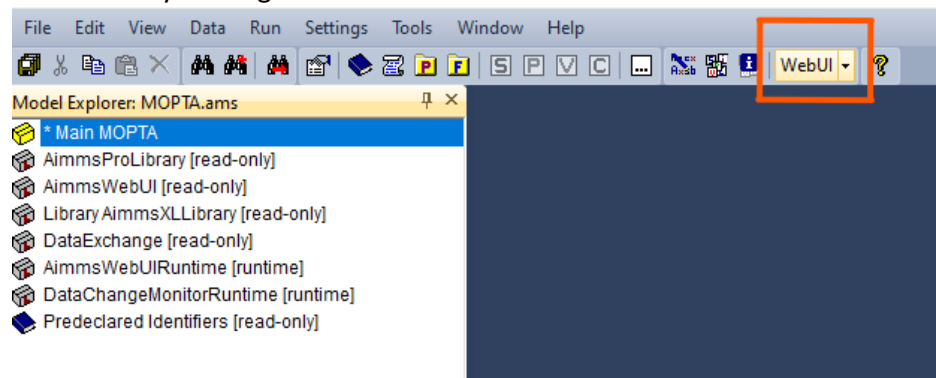 File Edit View Data Run Settings Tools Window Help
P F S P V C ... WebUI ?
Model Explorer: MOPTA.ams
* Main MOPTA
AimmsProLibrary [read-only]
AimmsWebUI [read-only]
Library AimmsXLLibrary [read-only]
DataExchange [read-only]
AimmsWebUIRuntime [runtime]
DataChangeMonitorRuntime [runtime]
Predeclared Identifiers [read-only]